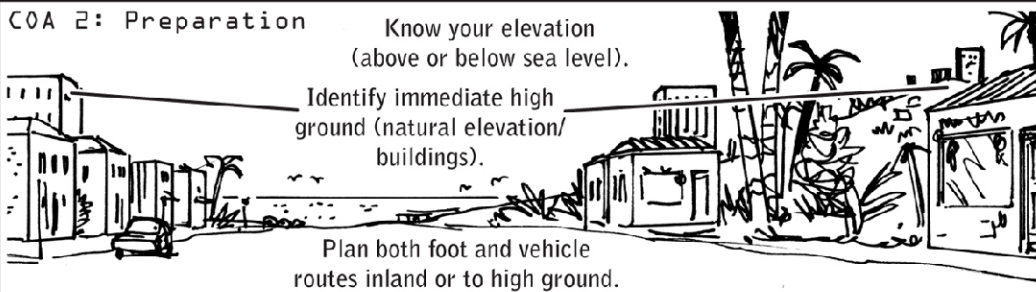 COA 2: Preparation
Know your elevation
(above or below sea level).
Identify immediate high
ground (natural elevation/
buildings).
Plan both foot and vehicle
routes inland or to high ground.